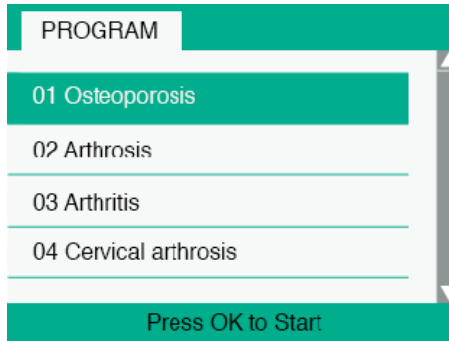 PROGRAM
01 Osteoporosis
02 Arthrosis
03 Arthritis
04 Cervical arthrosis
Press OK to Start